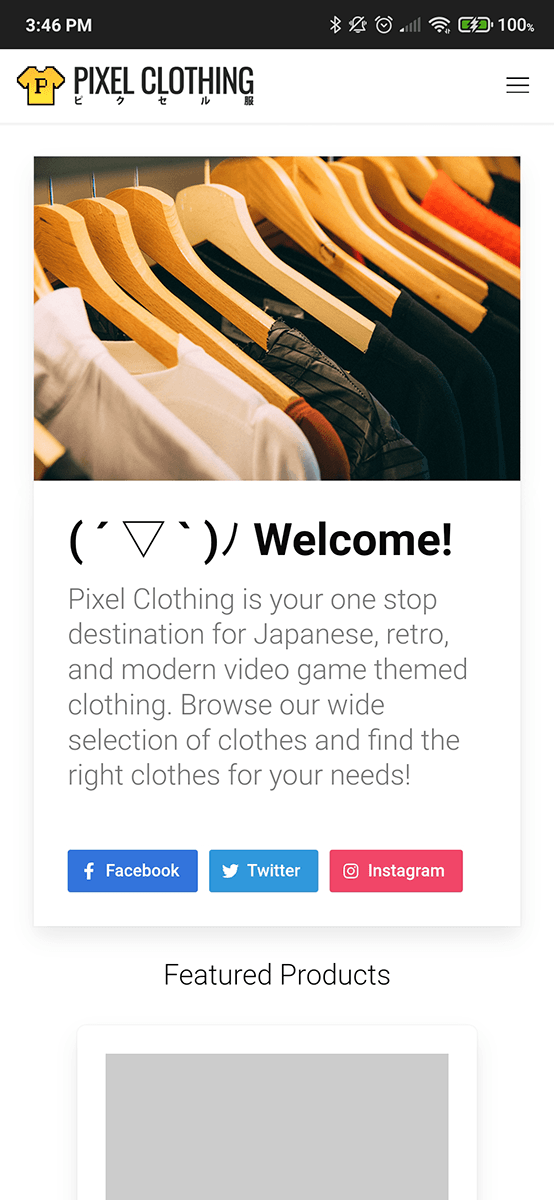 3:46 PM
100%
P
PIXEL CLOTHING
ピクセル服
( ´ ▽ ` )ﾉ Welcome!
Pixel Clothing is your one stop
destination for Japanese, retro,
and modern video game themed
clothing. Browse our wide
selection of clothes and find the
right clothes for your needs!
Facebook
Twitter
Instagram
Featured Products